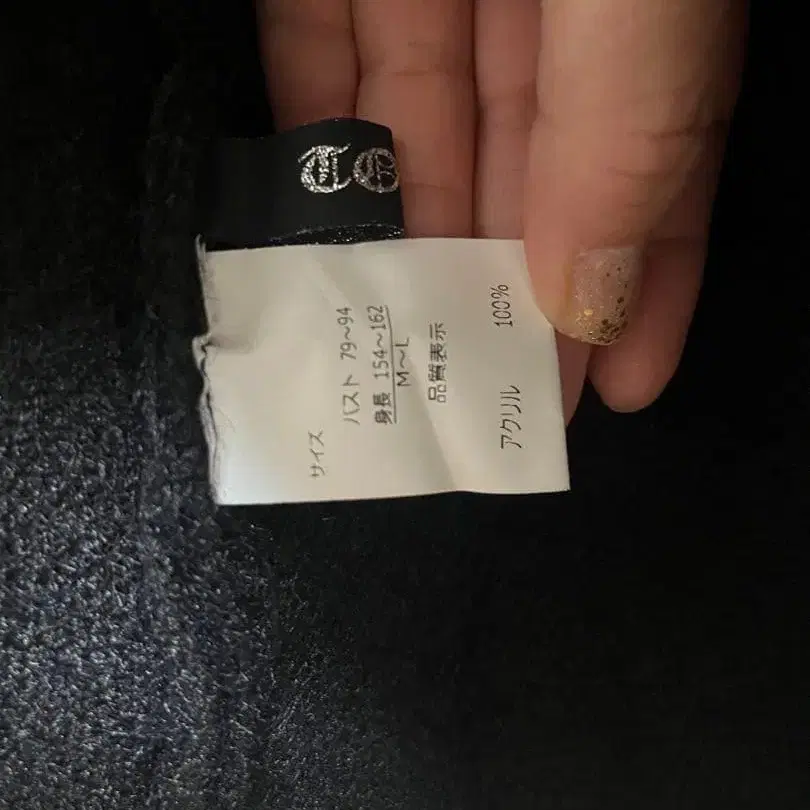 サイズ
バスト 79～94
身長 154～162
M～L
品質表示
アクリル 100%